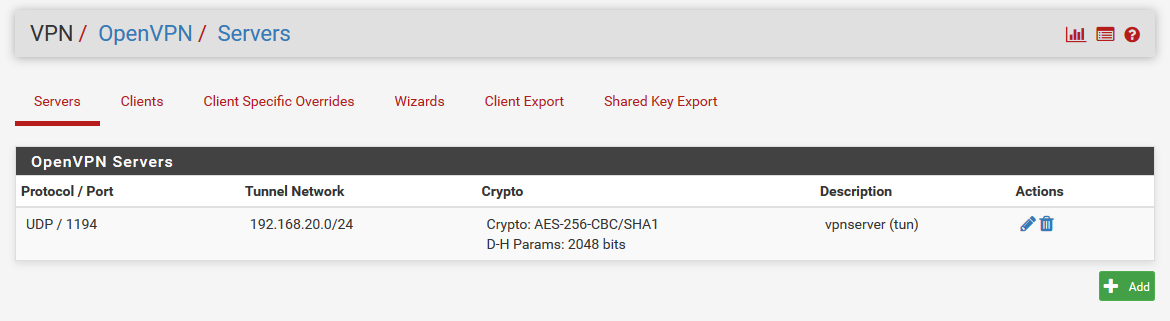 VPN / OpenVPN / Servers
Servers Clients Client Specific Overrides Wizards Client Export Shared Key Export
OpenVPN Servers
Protocol / Port Tunnel Network Crypto Description Actions
UDP / 1194 192.168.20.0/24 Crypto: AES-256-CBC/SHA1 vpnserver (tun)
D-H Params: 2048 bits
Add